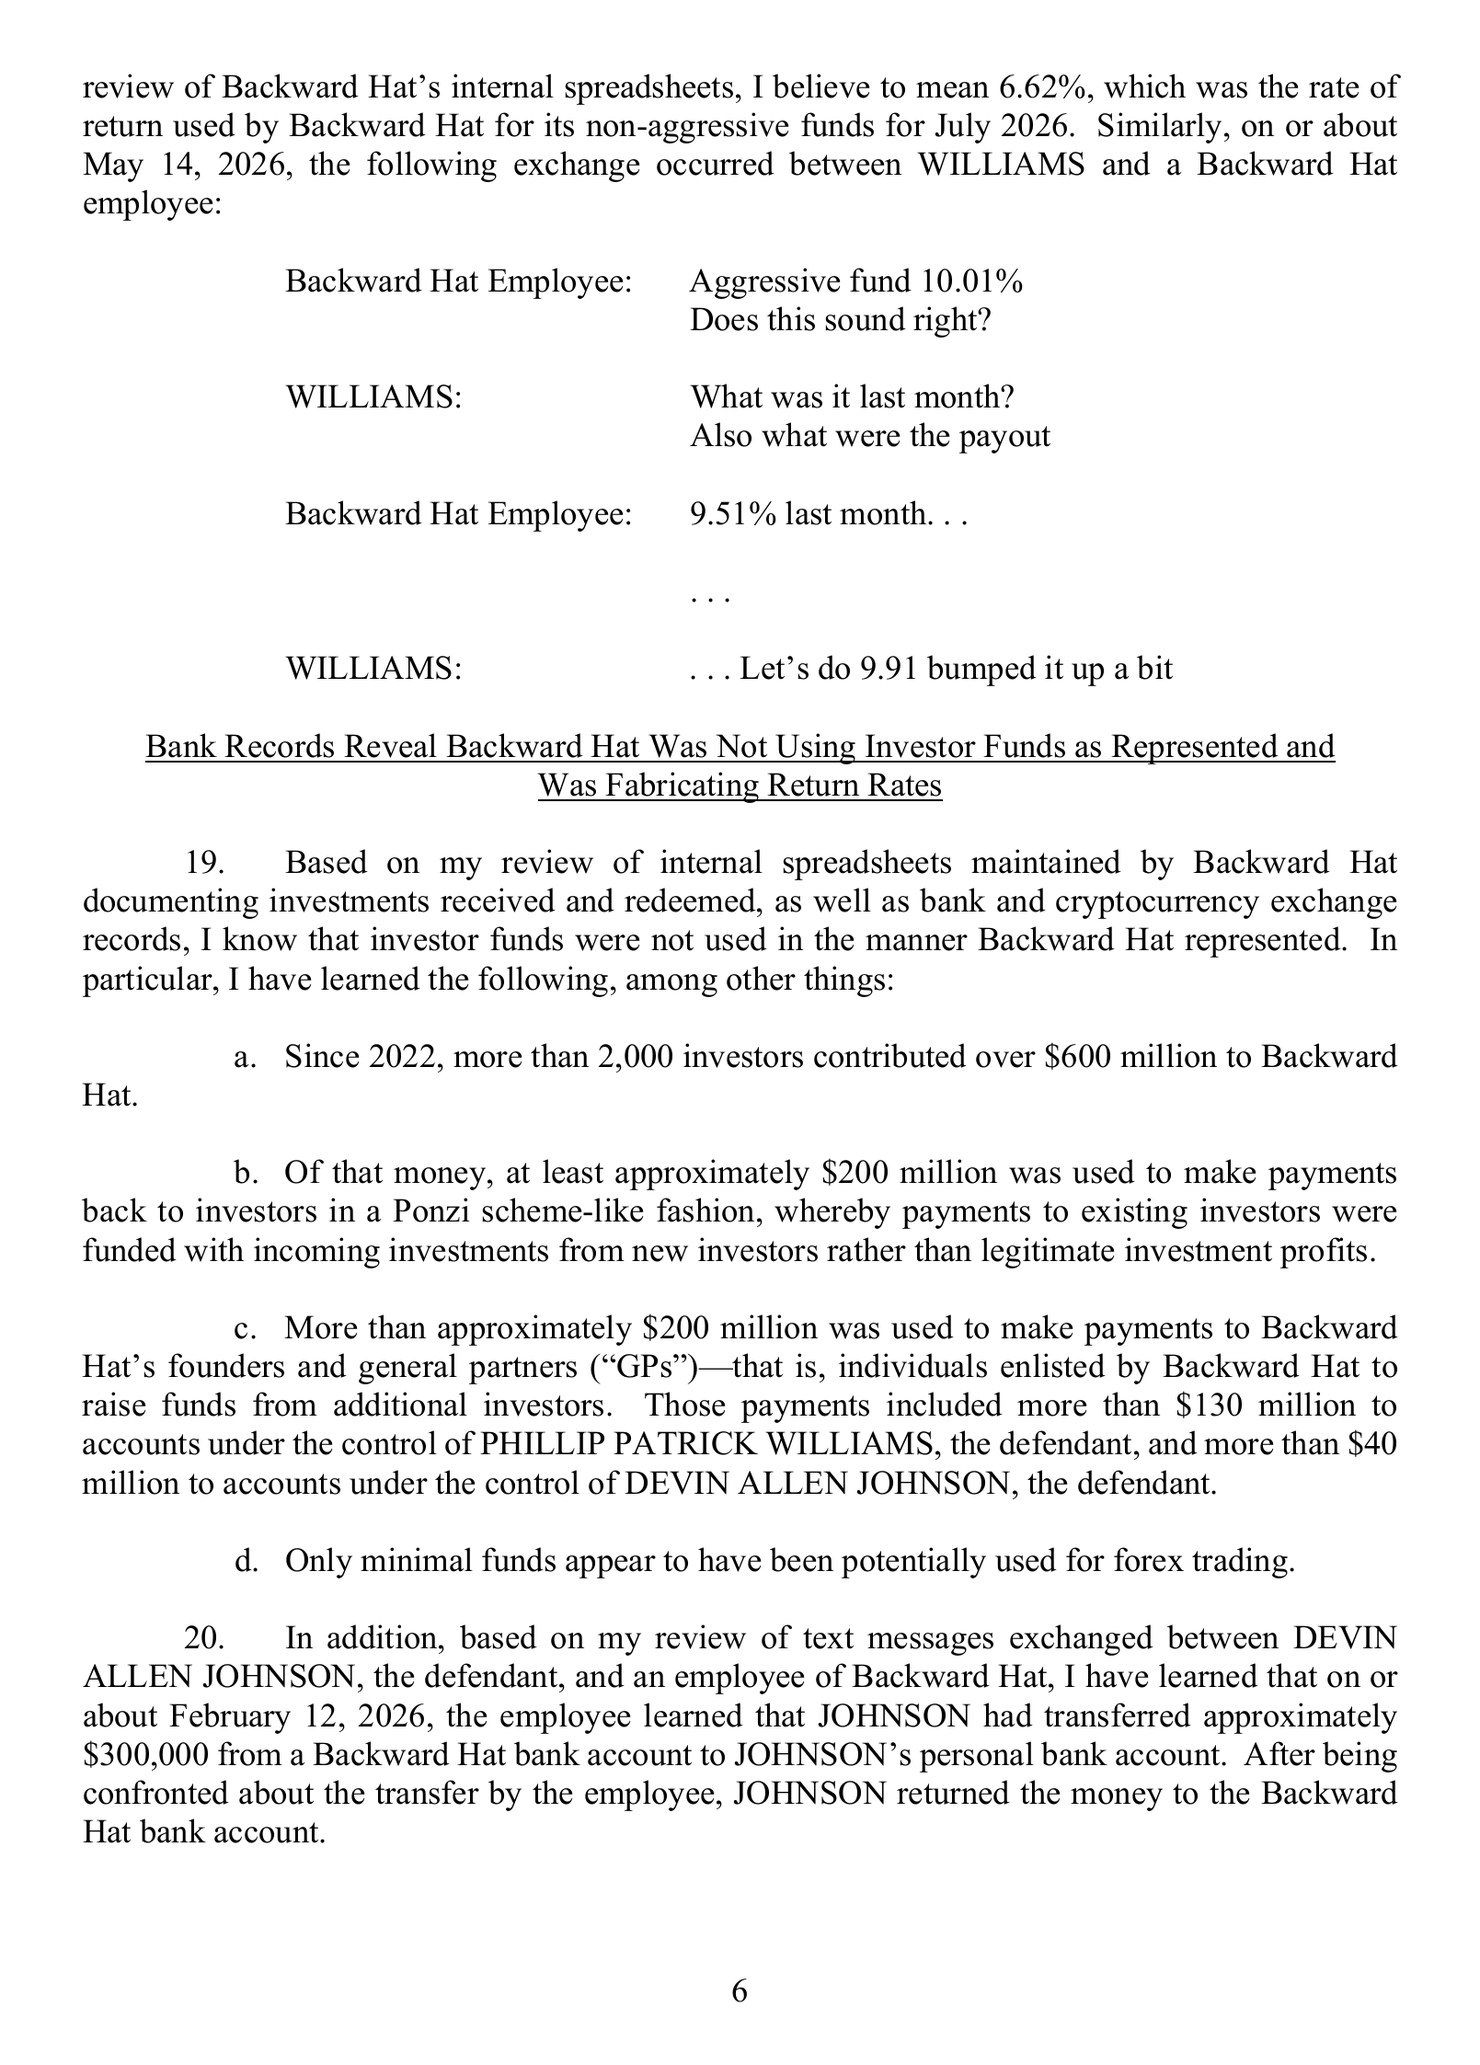 review of Backward Hat’s internal spreadsheets, I believe to mean 6.62%, which was the rate of
return used by Backward Hat for its non-aggressive funds for July 2026.  Similarly, on or about
May 14, 2026, the following exchange occurred between WILLIAMS and a Backward Hat
employee:
Backward Hat Employee: Aggressive fund 10.01%
Does this sound right?
WILLIAMS: What was it last month?
Also what were the payout
Backward Hat Employee: 9.51% last month. . .
. . .
WILLIAMS: . . . Let’s do 9.91 bumped it up a bit
Bank Records Reveal Backward Hat Was Not Using Investor Funds as Represented and
Was Fabricating Return Rates
19. Based on my review of internal spreadsheets maintained by Backward Hat
documenting investments received and redeemed, as well as bank and cryptocurrency exchange
records, I know that investor funds were not used in the manner Backward Hat represented.  In
particular, I have learned the following, among other things:
a. Since 2022, more than 2,000 investors contributed over $600 million to Backward
Hat.
b. Of that money, at least approximately $200 million was used to make payments
back to investors in a Ponzi scheme-like fashion, whereby payments to existing investors were
funded with incoming investments from new investors rather than legitimate investment profits.
c. More than approximately $200 million was used to make payments to Backward
Hat’s founders and general partners (“GPs”)—that is, individuals enlisted by Backward Hat to
raise funds from additional investors.  Those payments included more than $130 million to
accounts under the control of PHILLIP PATRICK WILLIAMS, the defendant, and more than $40
million to accounts under the control of DEVIN ALLEN JOHNSON, the defendant.
d. Only minimal funds appear to have been potentially used for forex trading.
20. In addition, based on my review of text messages exchanged between DEVIN
ALLEN JOHNSON, the defendant, and an employee of Backward Hat, I have learned that on or
about February 12, 2026, the employee learned that JOHNSON had transferred approximately
$300,000 from a Backward Hat bank account to JOHNSON’s personal bank account.  After being
confronted about the transfer by the employee, JOHNSON returned the money to the Backward
Hat bank account.
6